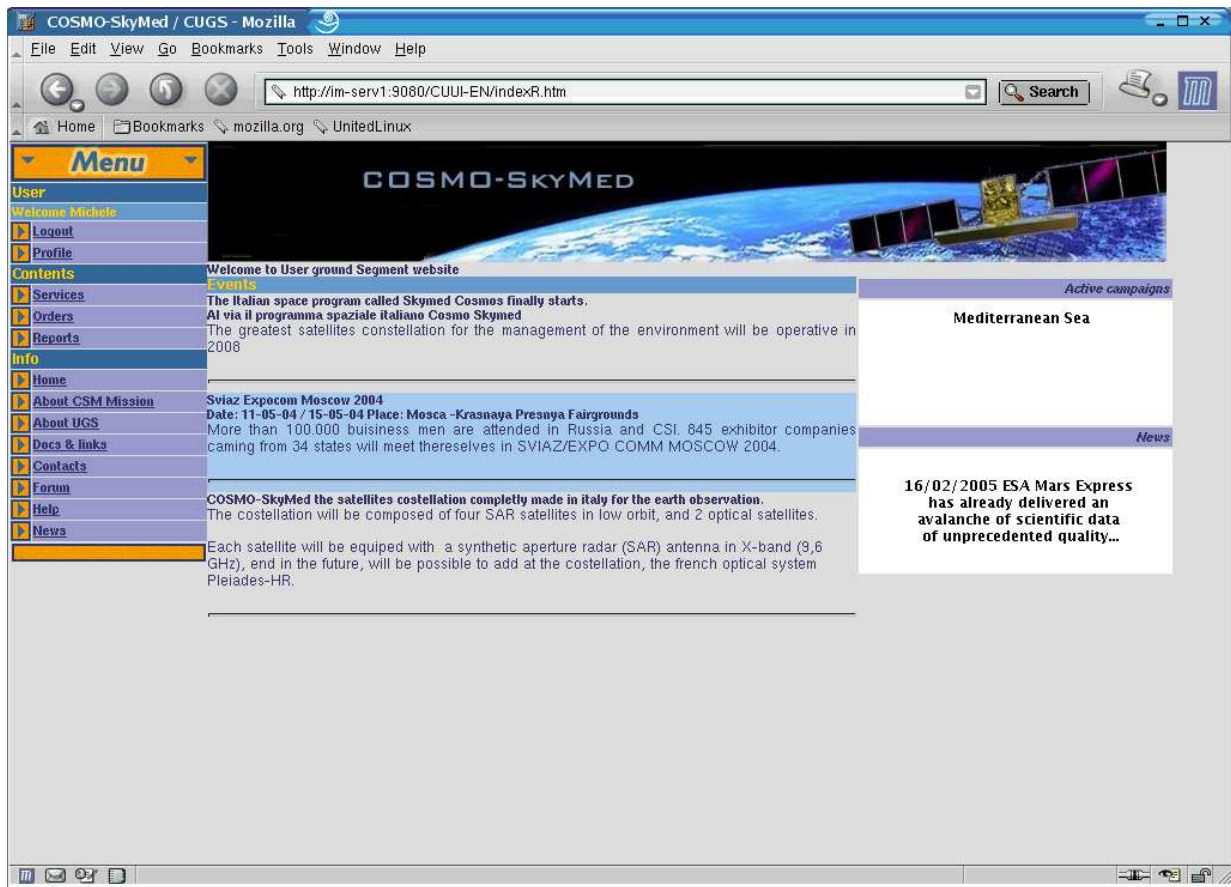 COSMO-SkyMed / CUGS - Mozilla
File Edit View Go Bookmarks Tools Window Help
http://im-serv1:9080/CUUI-EN/indexR.htm
Search
Home Bookmarks mozilla.org UnitedLinux
Menu
User
Welcome Michele
Logout
Profile
Contents
Services
Orders
Reports
Info
Home
About CSM Mission
About UGS
Docs & links
Contacts
Forum
Help
News
COSMO-SKYMED
Welcome to User ground Segment website
Events
The Italian space program called Skymed Cosmos finally starts.
Al via il programma spaziale italiano Cosmo Skymed
The greatest satellites constellation for the management of the environment will be operative in
2008
Sviaz Expocom Moscow 2004
Date: 11-05-04 / 15-05-04 Place: Mosca -Krasnaya Presnya Fairgrounds
More than 100.000 buisiness men are attended in Russia and CSI. 845 exhibitor companies
caming from 34 states will meet thereselves in SVIAZ/EXPO COMM MOSCOW 2004.
COSMO-SkyMed the satellites costellation completly made in italy for the earth observation.
The costellation will be composed of four SAR satellites in low orbit, and 2 optical satellites.
Each satellite will be equiped with a synthetic aperture radar (SAR) antenna in X-band (9,6
GHz), end in the future, will be possible to add at the costellation, the french optical system
Pleiades-HR.
Active campaigns
Mediterranean Sea
News
16/02/2005 ESA Mars Express
has already delivered an
avalanche of scientific data
of unprecedented quality...